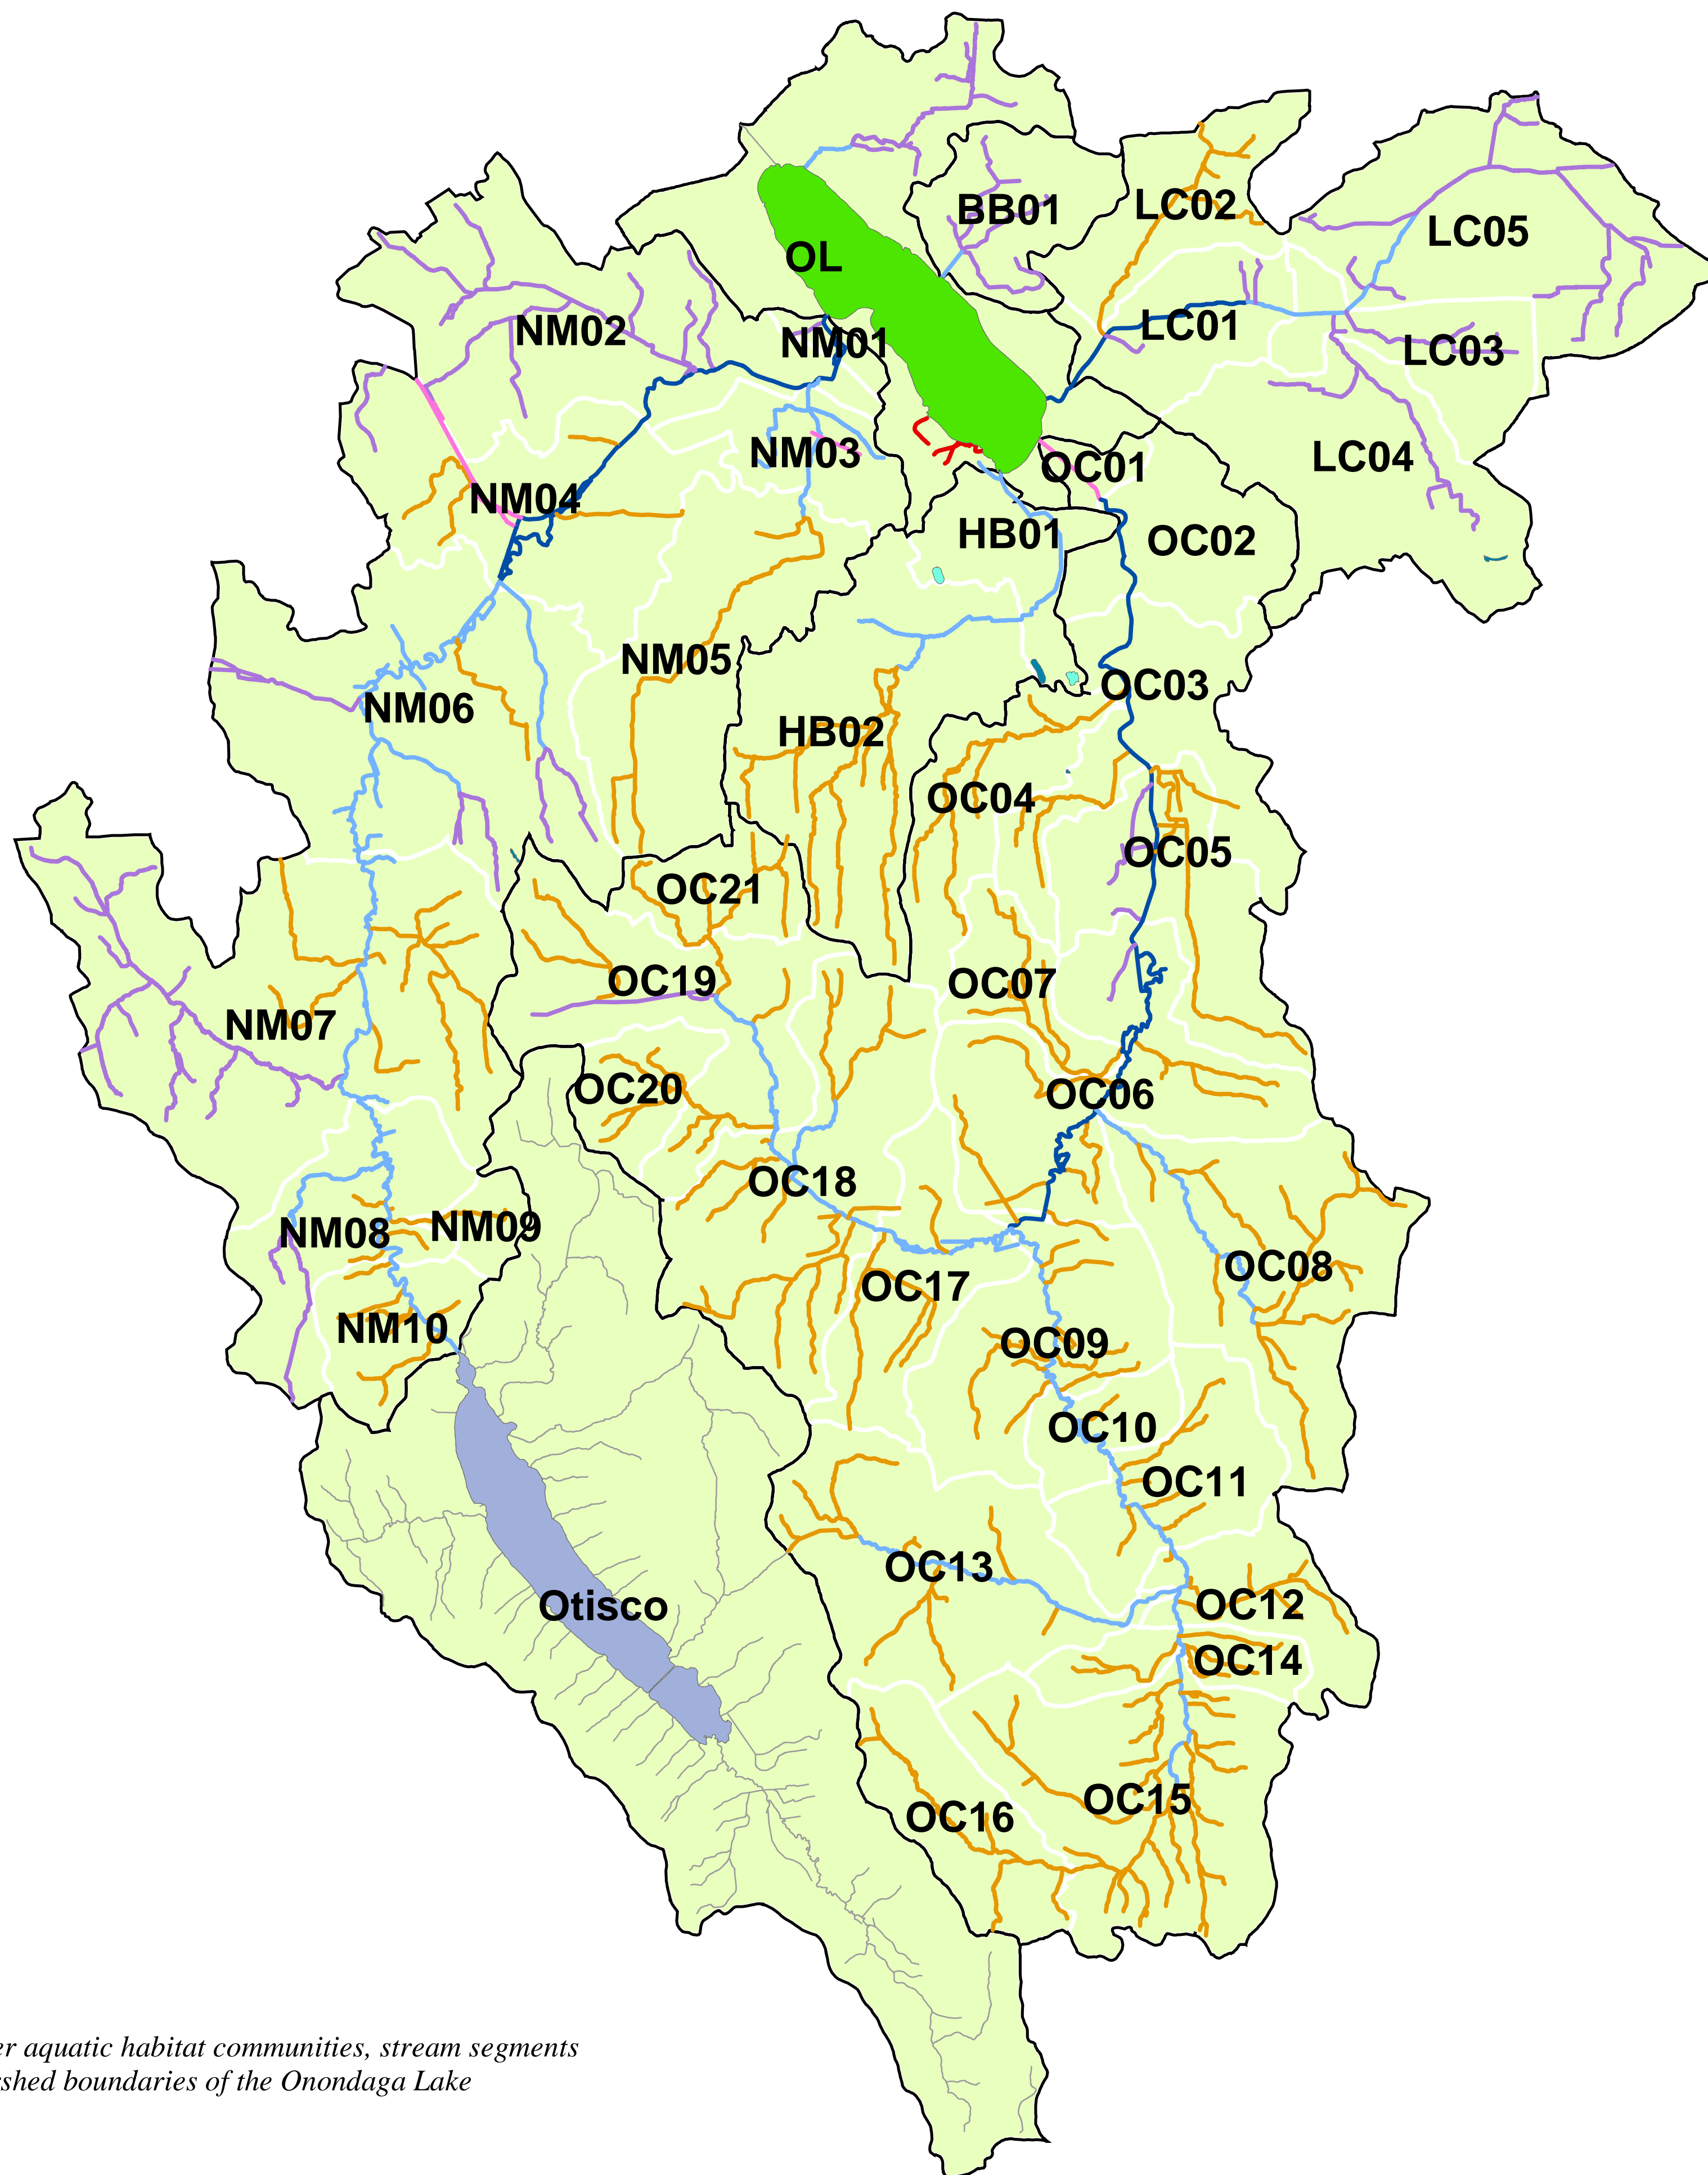 BB01
LC02
LC05
OL
LC01
NM02
NM01
LC03
NM03
LC04
OC01
NM04
HB01
OC02
NM05
OC03
NM06
HB02
OC04
OC05
OC21
OC19
OC07
NM07
OC20
OC06
OC18
NM09
NM08
OC08
OC17
NM10
OC09
OC10
OC11
OC13
OC12
Otisco
OC14
OC15
OC16
er aquatic habitat communities, stream segments
rshed boundaries of the Onondaga Lake